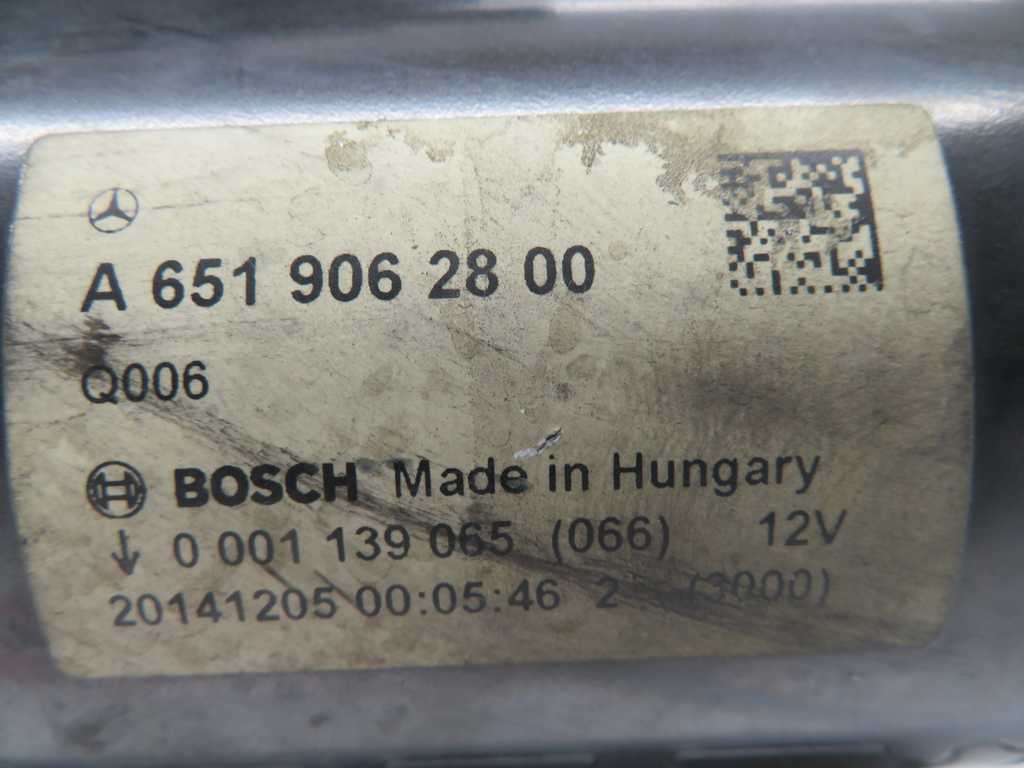 A 651 906 28 00
Q006
BOSCH Made in Hungary
↓ 0 001 139 065 (066) 12V
20141205 00:05:46 2 (3000)